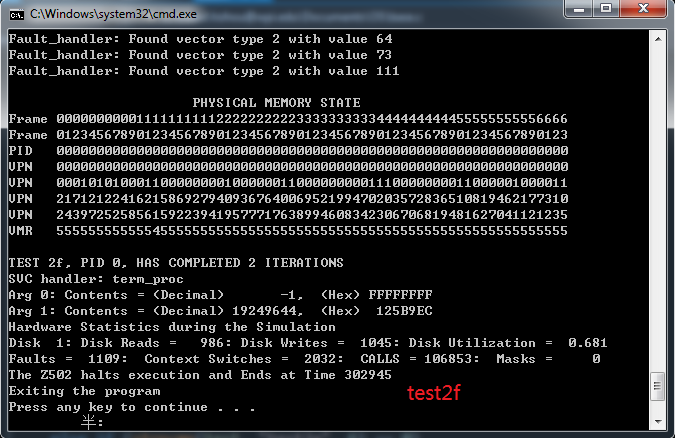 C:\Windows\system32\cmd.exe
Fault_handler: Found vector type 2 with value 64
Fault_handler: Found vector type 2 with value 73
Fault_handler: Found vector type 2 with value 111
PHYSICAL MEMORY STATE
Frame 0000000000111111111122222222223333333333444444444455555555556666
Frame 0123456789012345678901234567890123456789012345678901234567890123
PID   0000000000000000000000000000000000000000000000000000000000000000
VPN   0000000000000000000000000000000000000000000000000000000000000000
VPN   0001010100011000000001000000110000000001110000000011000001000011
VPN   2171212241621586927940936764006952199470203572836510819462177310
VPN   2439725258561592239419577717638994608342306706819481627041121235
VMR   5555555555554555555555555555555555555555555555555555555555555555
TEST 2f, PID 0, HAS COMPLETED 2 ITERATIONS
SVC handler: term_proc
Arg 0: Contents = (Decimal)       -1,  (Hex) FFFFFFFF
Arg 1: Contents = (Decimal) 19249644,  (Hex)  125B9EC
Hardware Statistics during the Simulation
Disk  1: Disk Reads =   986: Disk Writes =  1045: Disk Utilization =  0.681
Faults =  1109:  Context Switches =  2032:  CALLS = 106853:  Masks =     0
The Z502 halts execution and Ends at Time 302945
Exiting the program
Press any key to continue . . .
半:
test2f